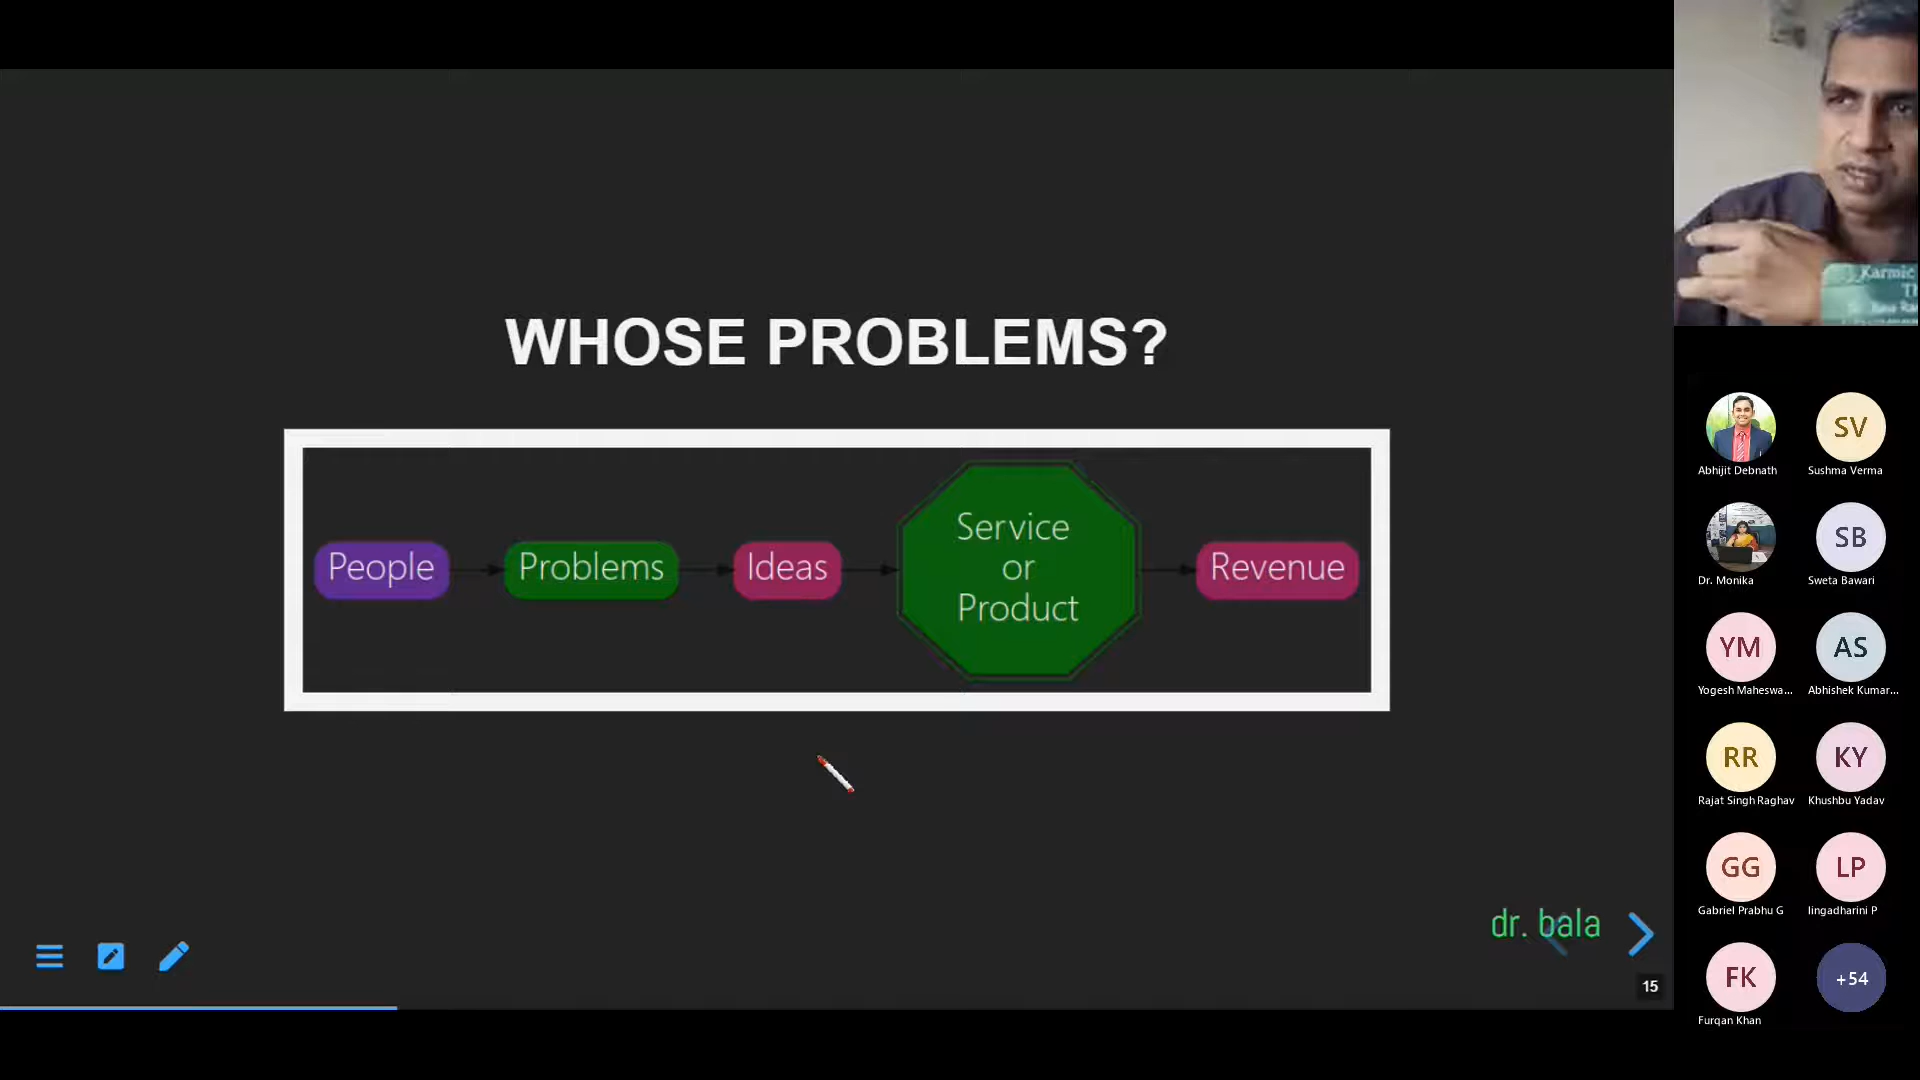 WHOSE PROBLEMS?
People
Problems
Ideas
Service
or
Product
Revenue
dr. bala
15
Karmic
Abhijit Debnath
SV
Sushma Verma
Dr. Monika
SB
Sweta Bawari
YM
Yogesh Maheswa...
AS
Abhishek Kumar...
RR
Rajat Singh Raghav
KY
Khushbu Yadav
GG
Gabriel Prabhu G
LP
lingadharini P
FK
Furqan Khan
+54